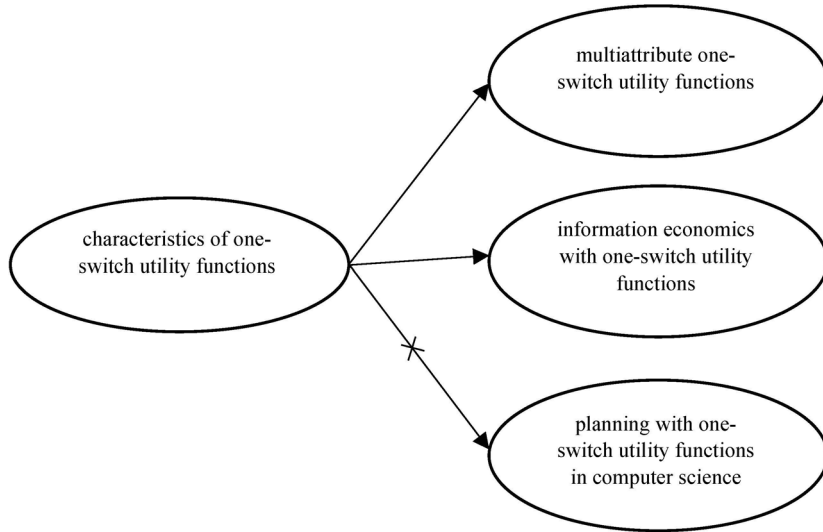 multiattribute one-
switch utility functions
characteristics of one-
switch utility functions
information economics
with one-switch utility
functions
planning with one-
switch utility functions
in computer science